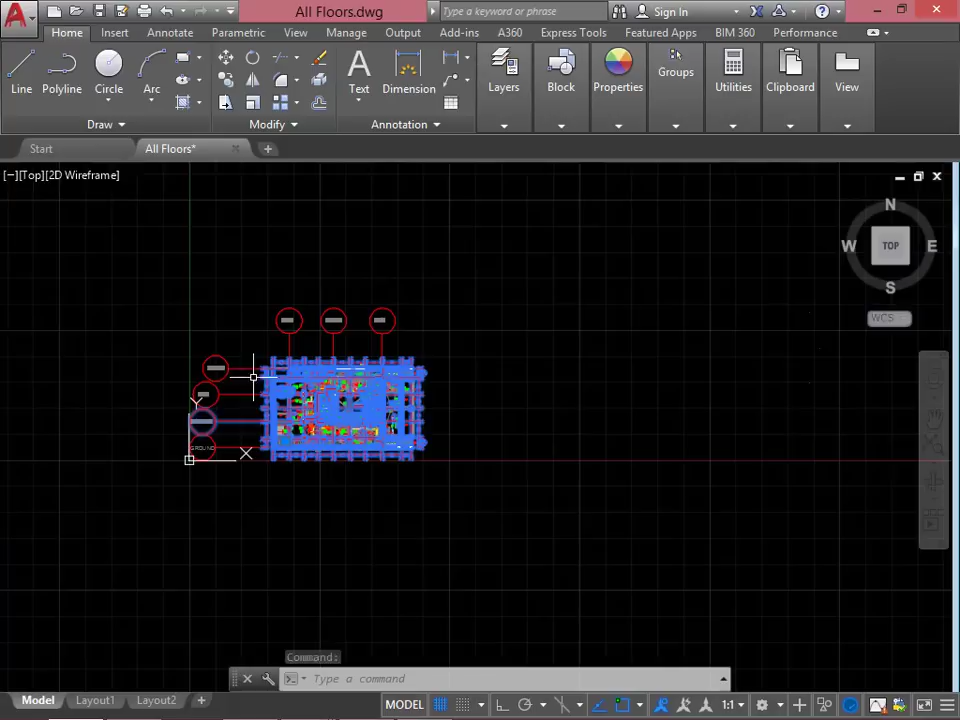 All Floors.dwg
Type a keyword or phrase
Sign In
Home Insert Annotate Parametric View Manage Output Add-ins A360 Express Tools Featured Apps BIM 360 Performance
Line Polyline Circle Arc Text Dimension Layers Block Properties Groups Utilities Clipboard View
Draw Modify Annotation
Start All Floors*
[−][Top][2D Wireframe]
N
W TOP E
S
WCS
Y
GROUND
X
Command:
Type a command
Model Layout1 Layout2 + MODEL 1:1